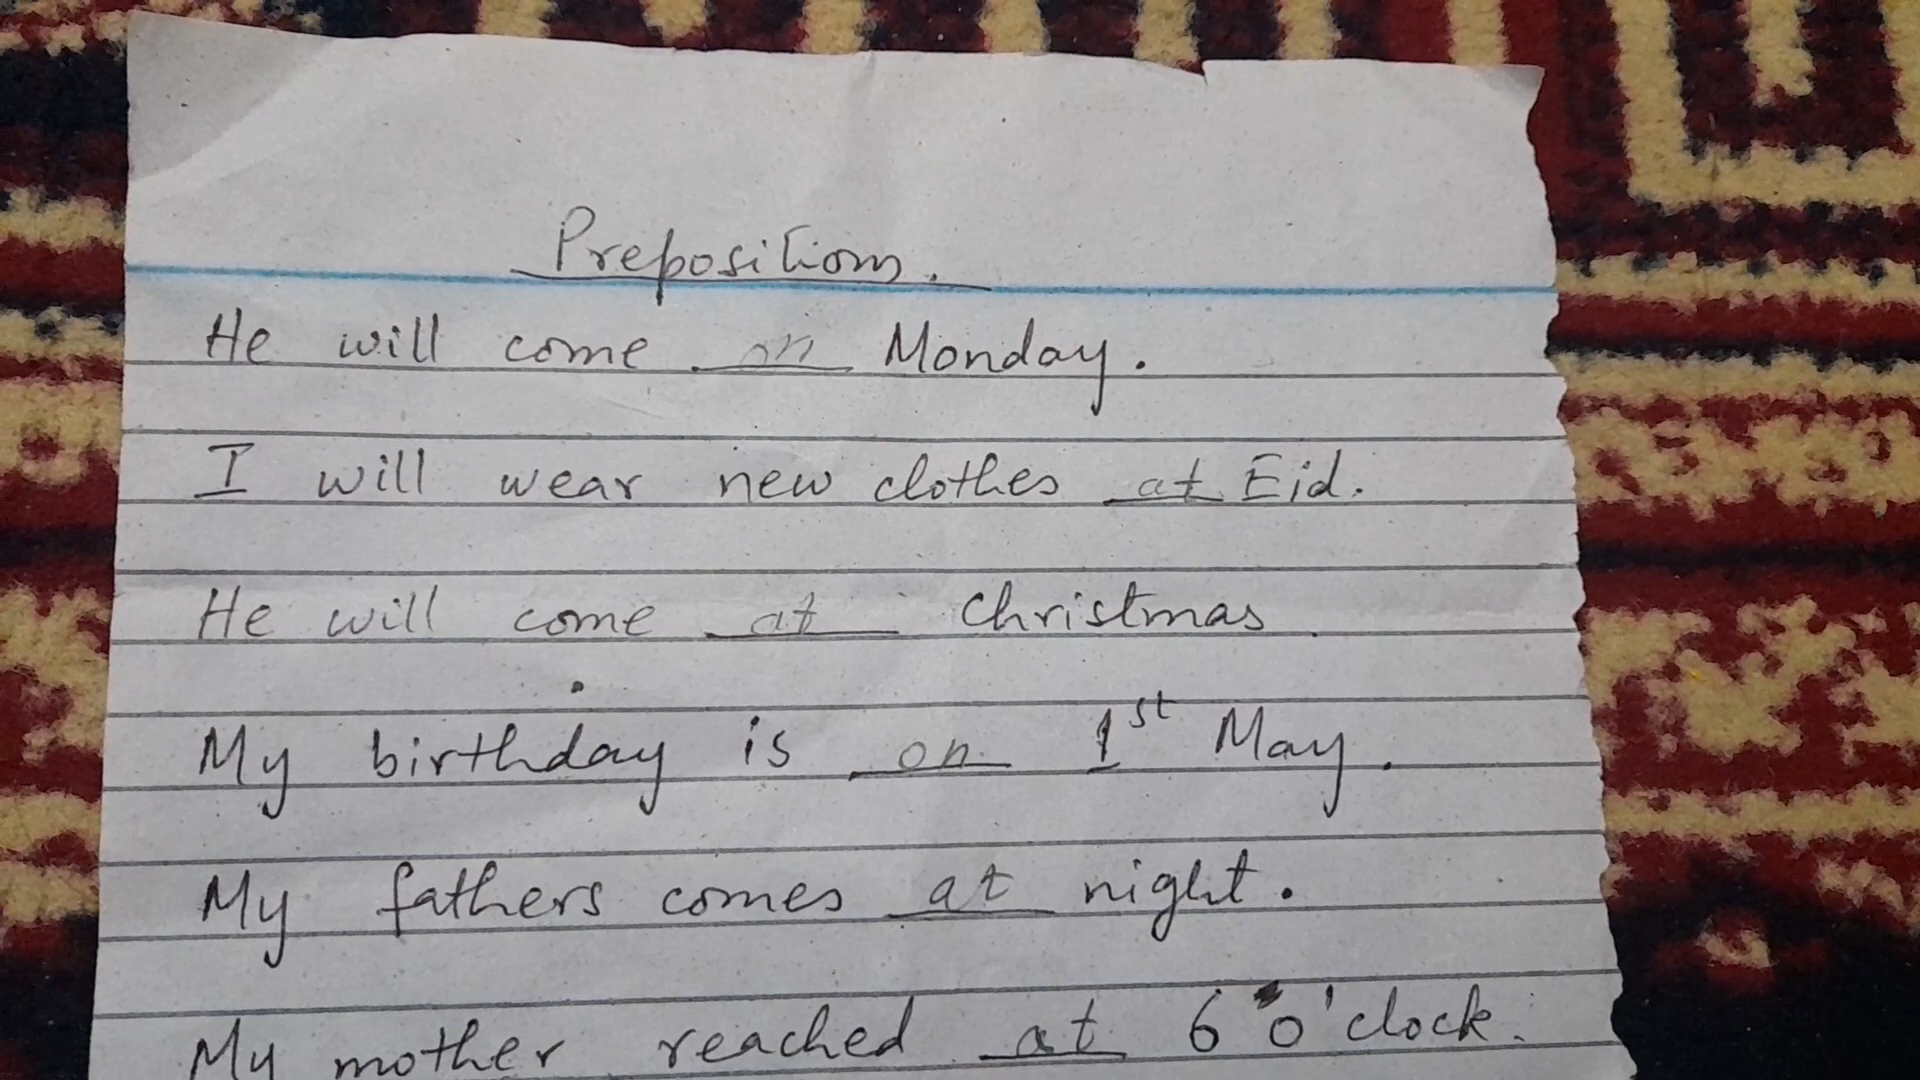 Prepositions.
He will come on Monday.
I will wear new clothes at Eid.
He will come at Christmas.
My birthday is on 1st May.
My fathers comes at night.
My mother reached at 6 o'clock.